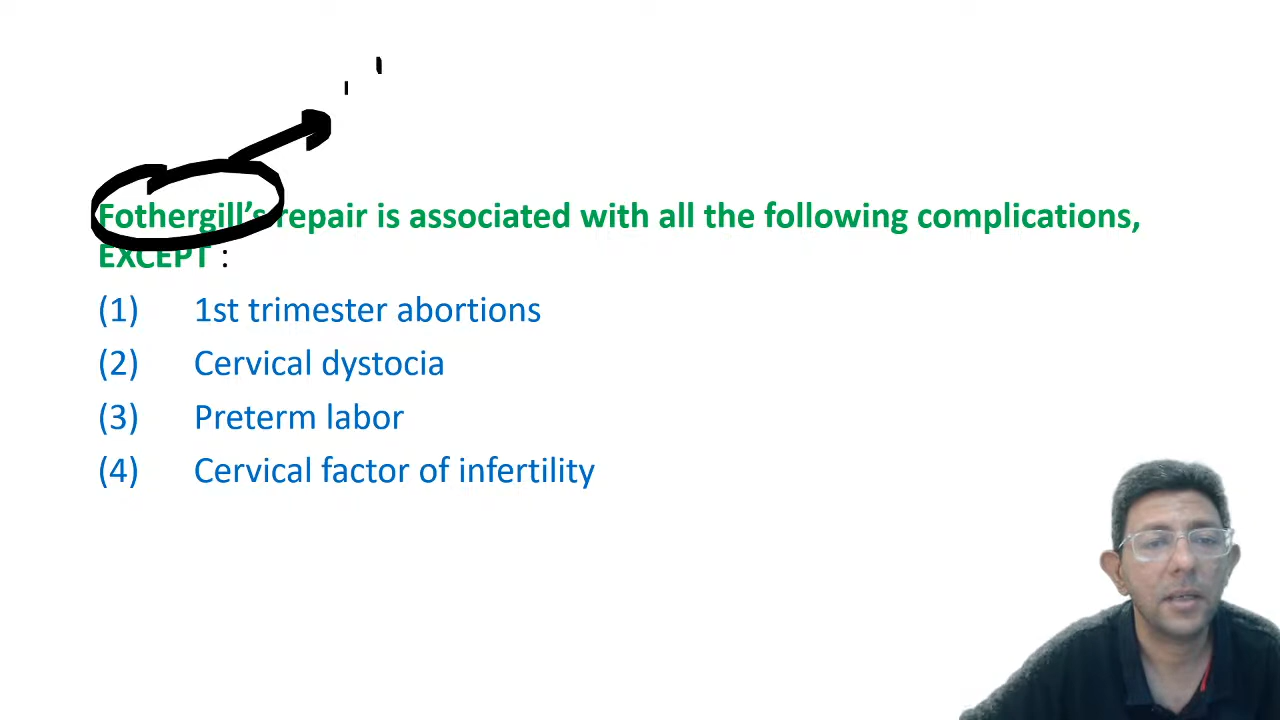 Fothergill’s repair is associated with all the following complications,
EXCEPT :
(1) 1st trimester abortions
(2) Cervical dystocia
(3) Preterm labor
(4) Cervical factor of infertility